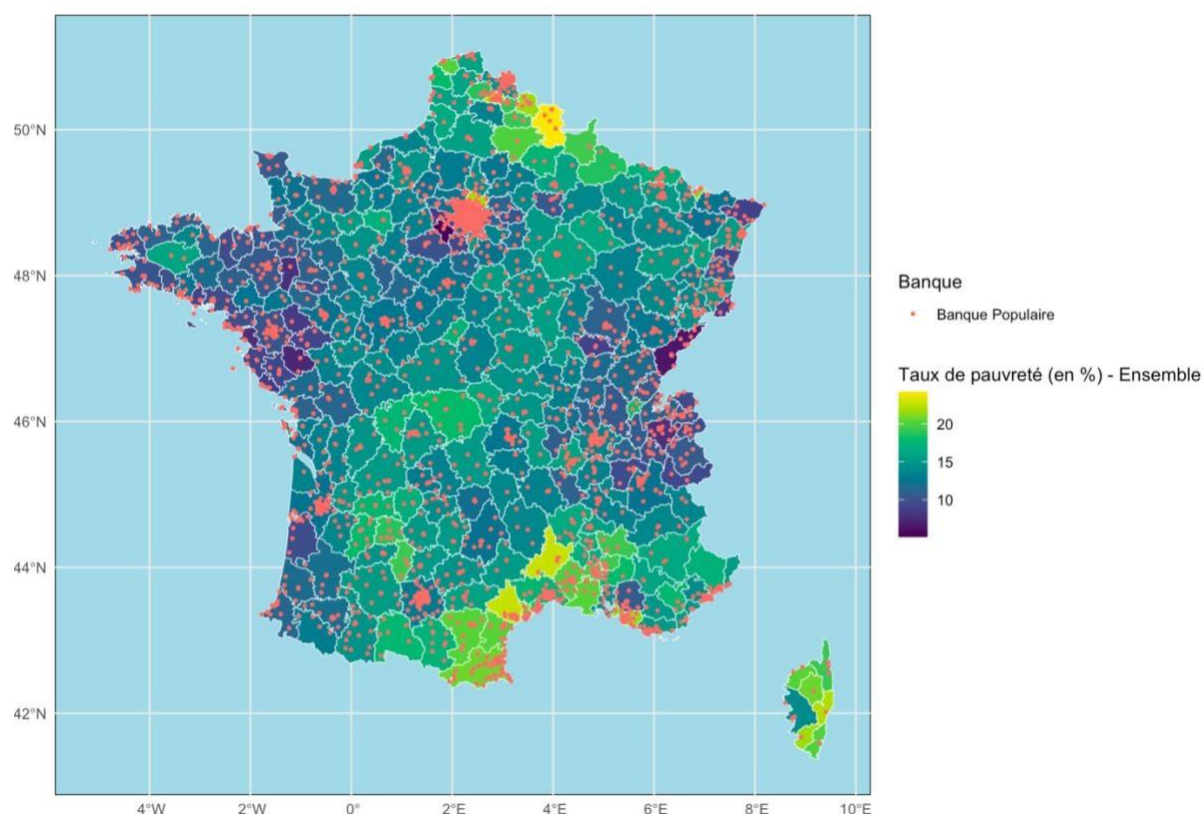 50°N
48°N
46°N
44°N
42°N
4°W
2°W
0°
2°E
4°E
6°E
8°E
10°E
Banque
Banque Populaire
Taux de pauvreté (en %) - Ensemble
20
15
10